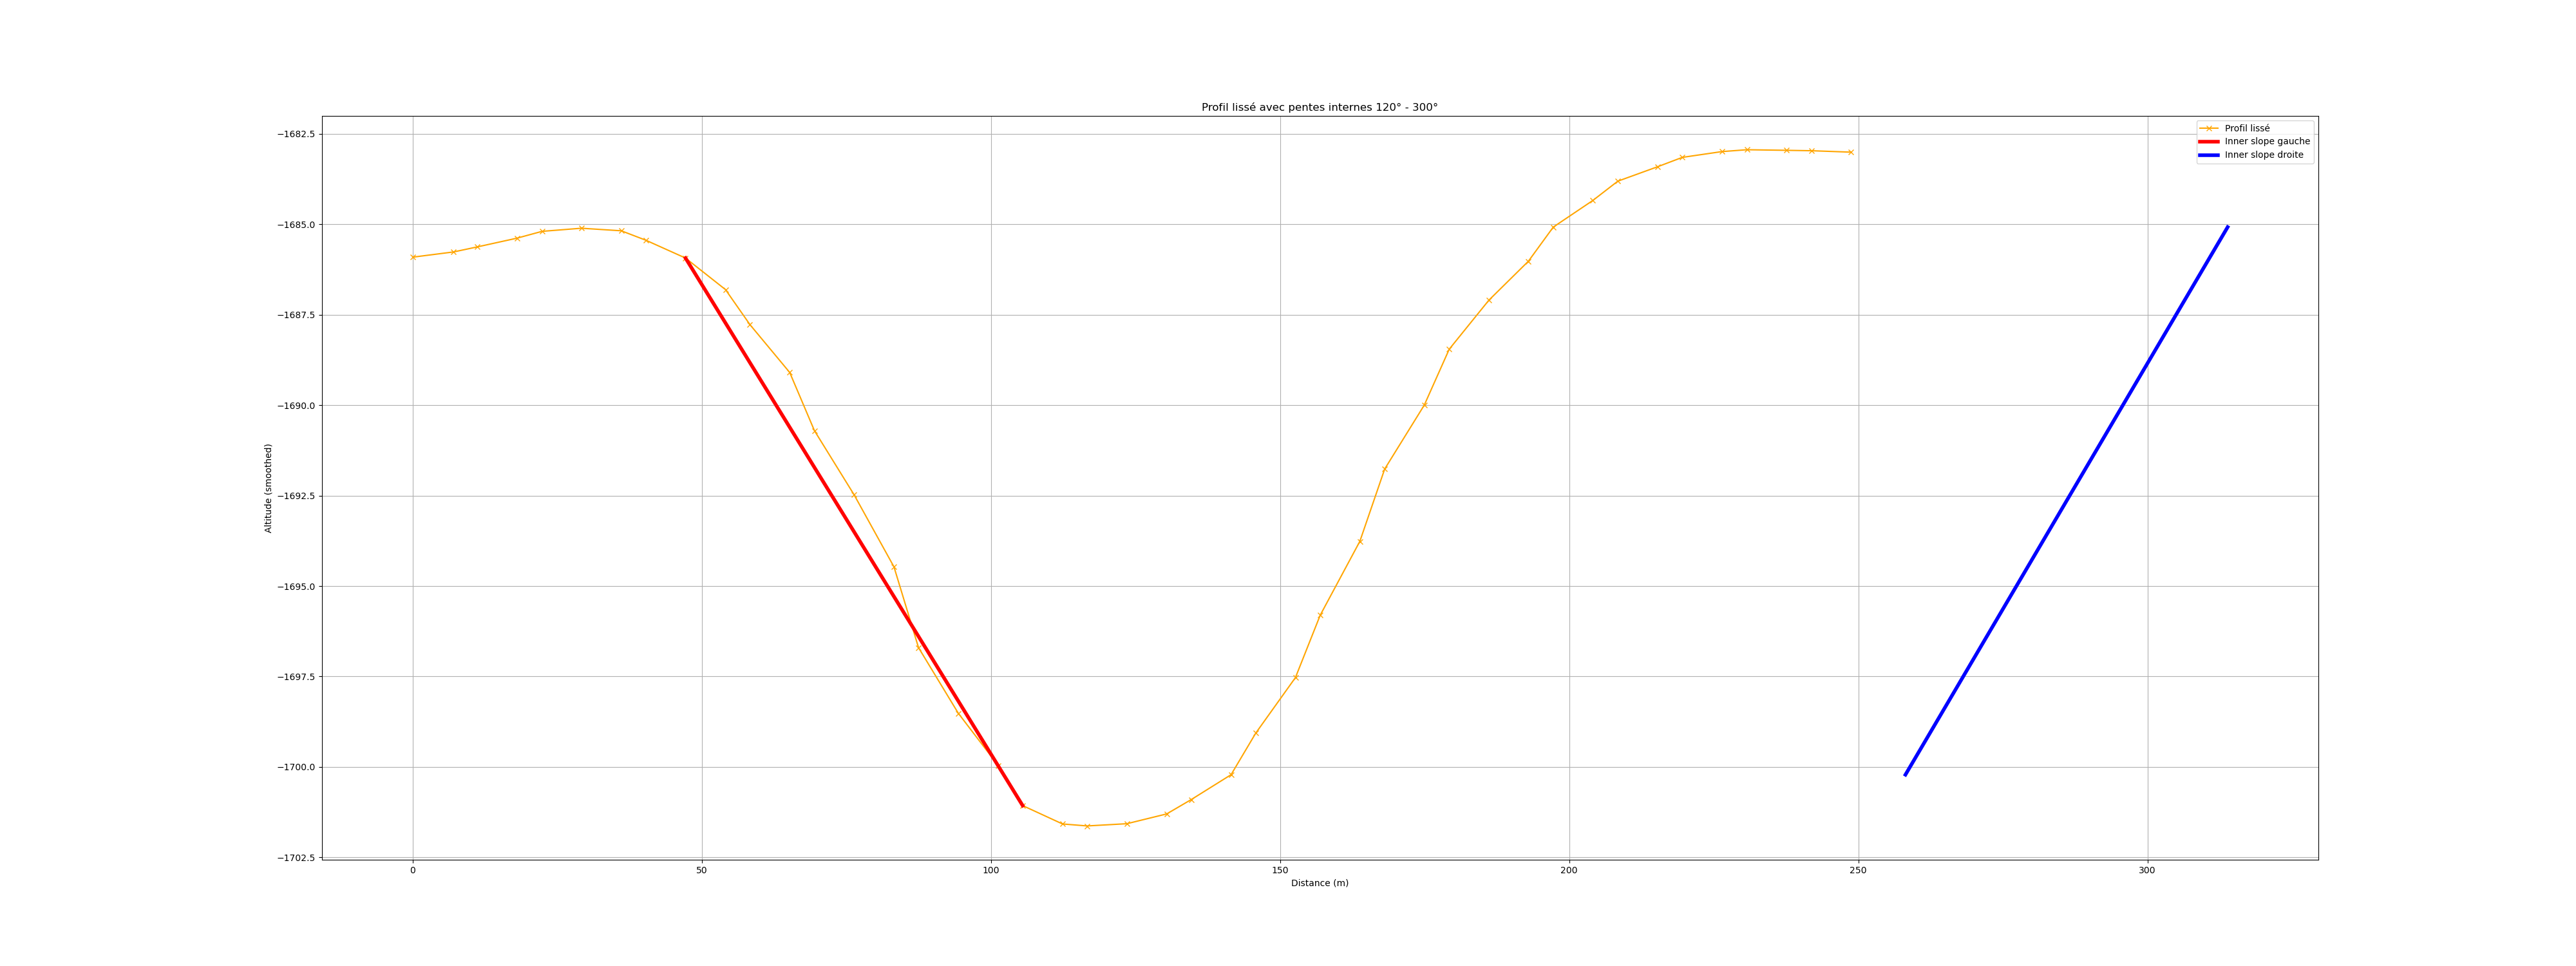 Profil lissé avec pentes internes 120° - 300°
Profil lissé
Inner slope gauche
Inner slope droite
Altitude (smoothed)
−1682.5
−1685.0
−1687.5
−1690.0
−1692.5
−1695.0
−1697.5
−1700.0
−1702.5
0 50 100 150 200 250 300
Distance (m)